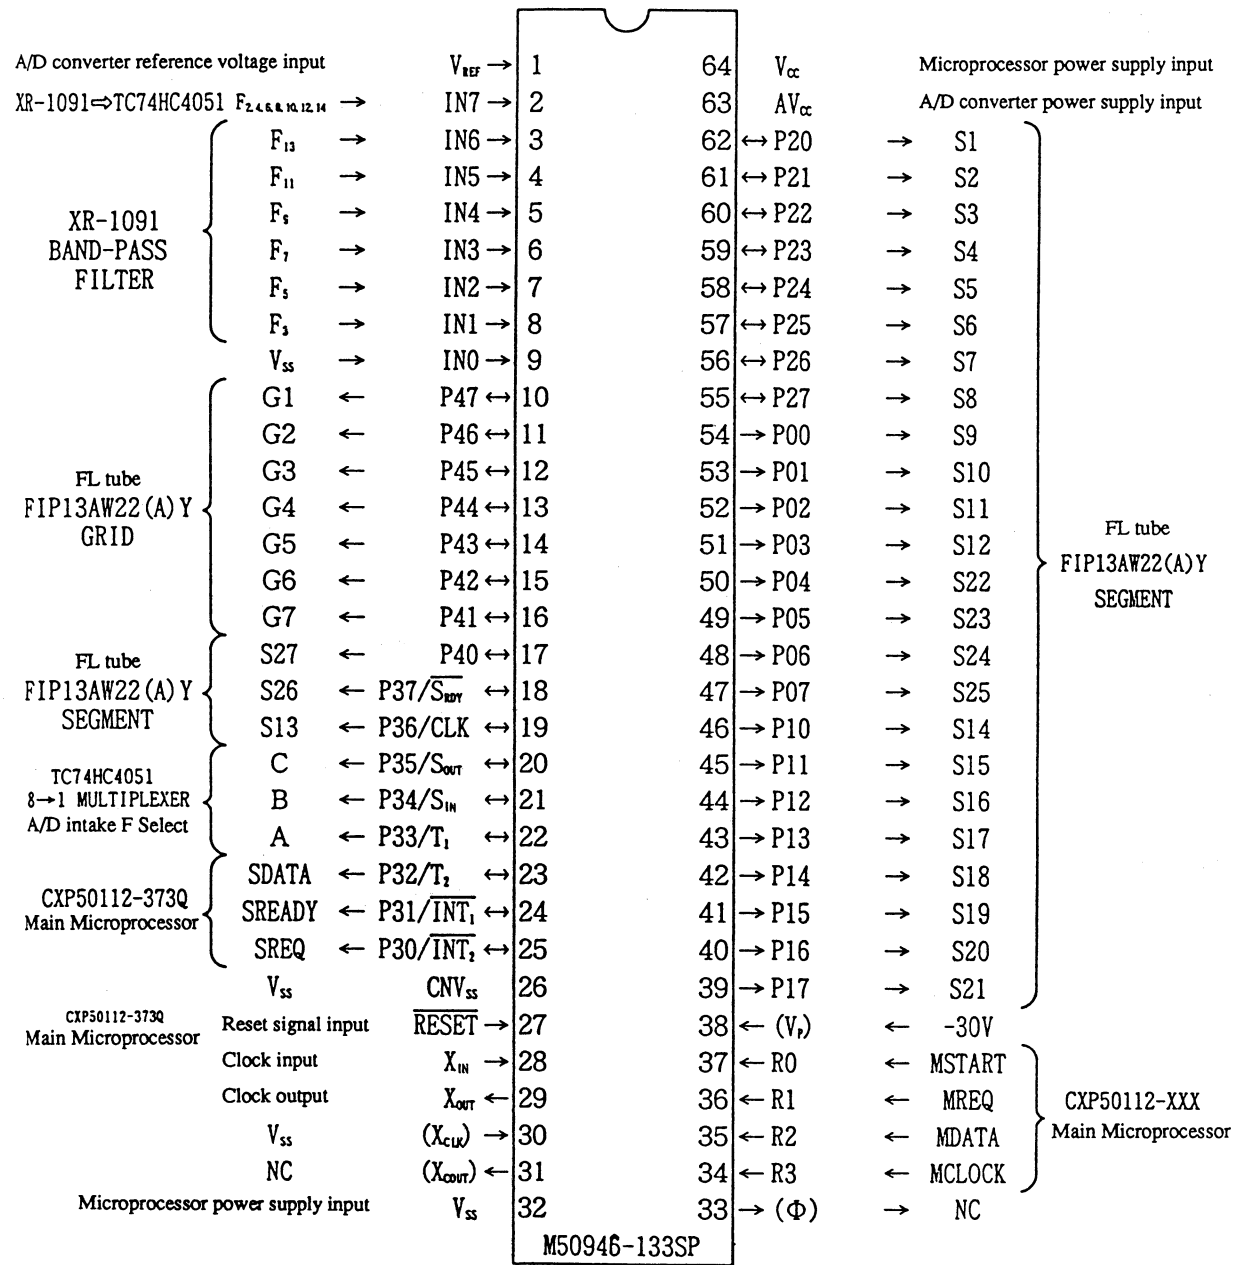 A/D converter reference voltage input V REF → 1 64 Vcc Microprocessor power supply input
XR-1091⇨TC74HC4051 F2.4.6.8.10.12.14 → IN7 → 2 63 AVcc A/D converter power supply input
F13 → IN6 → 3 62 ↔ P20 → S1
F11 → IN5 → 4 61 ↔ P21 → S2
F9 → IN4 → 5 60 ↔ P22 → S3
XR-1091
BAND-PASS
FILTER
F7 → IN3 → 6 59 ↔ P23 → S4
F5 → IN2 → 7 58 ↔ P24 → S5
F3 → IN1 → 8 57 ↔ P25 → S6
Vss → IN0 → 9 56 ↔ P26 → S7
G1 ← P47 ↔ 10 55 ↔ P27 → S8
G2 ← P46 ↔ 11 54 → P00 → S9
G3 ← P45 ↔ 12 53 → P01 → S10
FL tube
FIP13AW22(A)Y
GRID
G4 ← P44 ↔ 13 52 → P02 → S11
G5 ← P43 ↔ 14 51 → P03 → S12
FL tube
FIP13AW22(A)Y
SEGMENT
G6 ← P42 ↔ 15 50 → P04 → S22
G7 ← P41 ↔ 16 49 → P05 → S23
S27 ← P40 ↔ 17 48 → P06 → S24
FL tube
FIP13AW22(A)Y
SEGMENT
S26 ← P37/SRDY ↔ 18 47 → P07 → S25
S13 ← P36/CLK ↔ 19 46 → P10 → S14
C ← P35/SOUT ↔ 20 45 → P11 → S15
TC74HC4051
8→1 MULTIPLEXER
A/D intake F Select
B ← P34/SIN ↔ 21 44 → P12 → S16
A ← P33/T1 ↔ 22 43 → P13 → S17
SDATA ← P32/T2 ↔ 23 42 → P14 → S18
CXP50112-373Q
Main Microprocessor
SREADY ← P31/INT1 ↔ 24 41 → P15 → S19
SREQ ← P30/INT2 ↔ 25 40 → P16 → S20
Vss CNVss 26 39 → P17 → S21
CXP50112-373Q
Main Microprocessor
Reset signal input RESET → 27 38 ← (VP) ← -30V
Clock input XIN → 28 37 ← R0 ← MSTART
Clock output XOUT ← 29 36 ← R1 ← MREQ
CXP50112-XXX
Main Microprocessor
Vss (XCLK) → 30 35 ← R2 ← MDATA
NC (XCOUT) ← 31 34 ← R3 ← MCLOCK
Microprocessor power supply input Vss 32 33 → (Φ) → NC
M50946-133SP